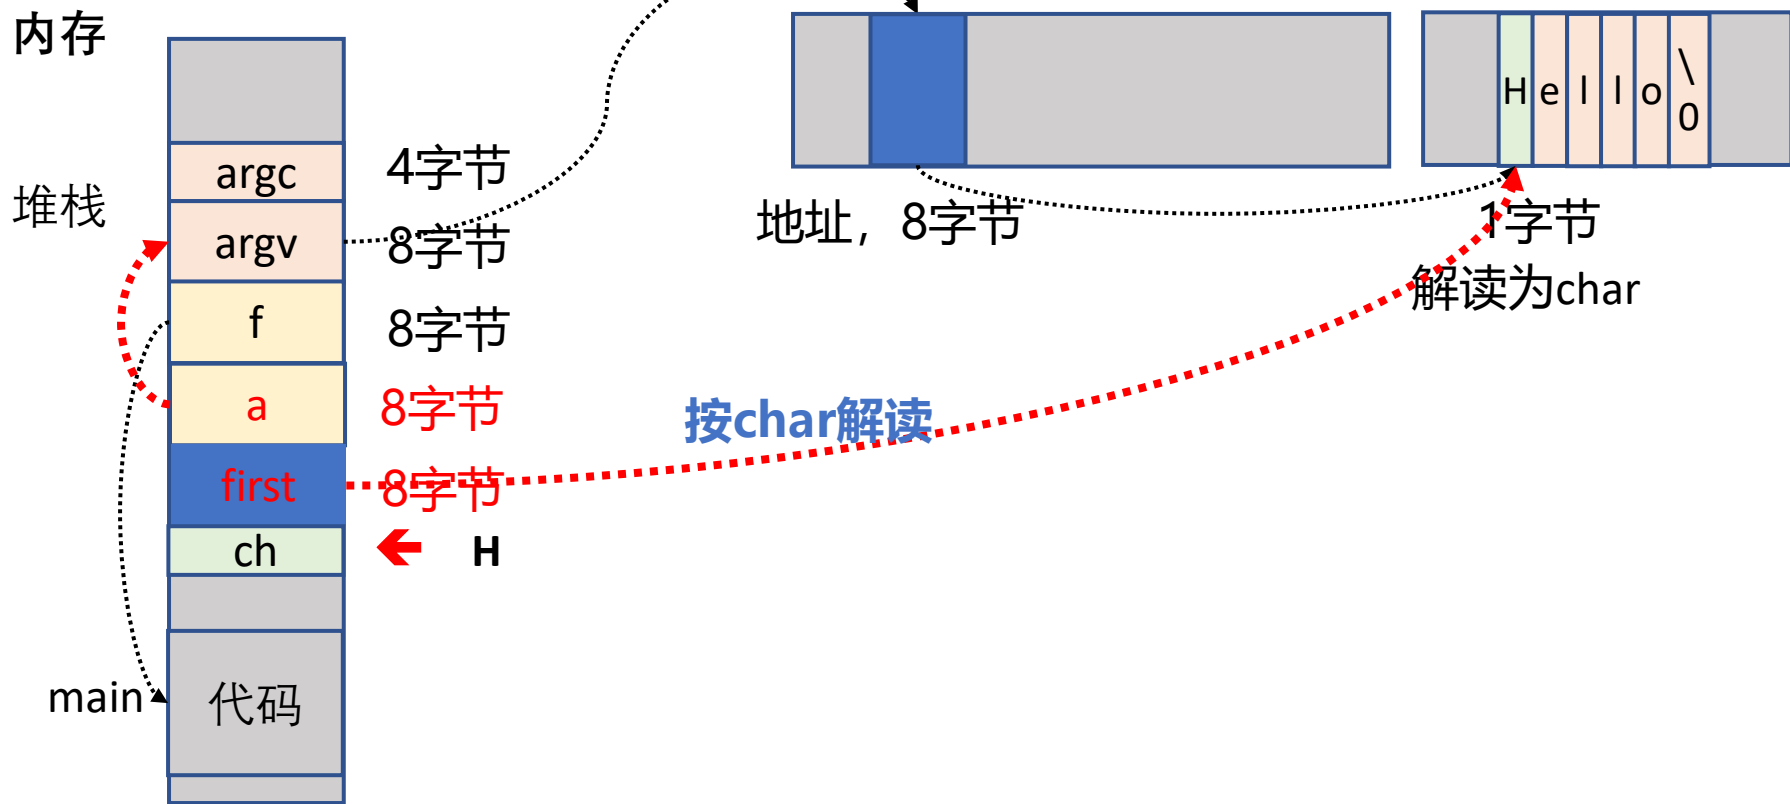 内存
堆栈
argc
4字节
argv
8字节
f
8字节
a
8字节
first
8字节
ch
H
main
代码
按char解读
地址，8字节
H e l l o \0
1字节
解读为char